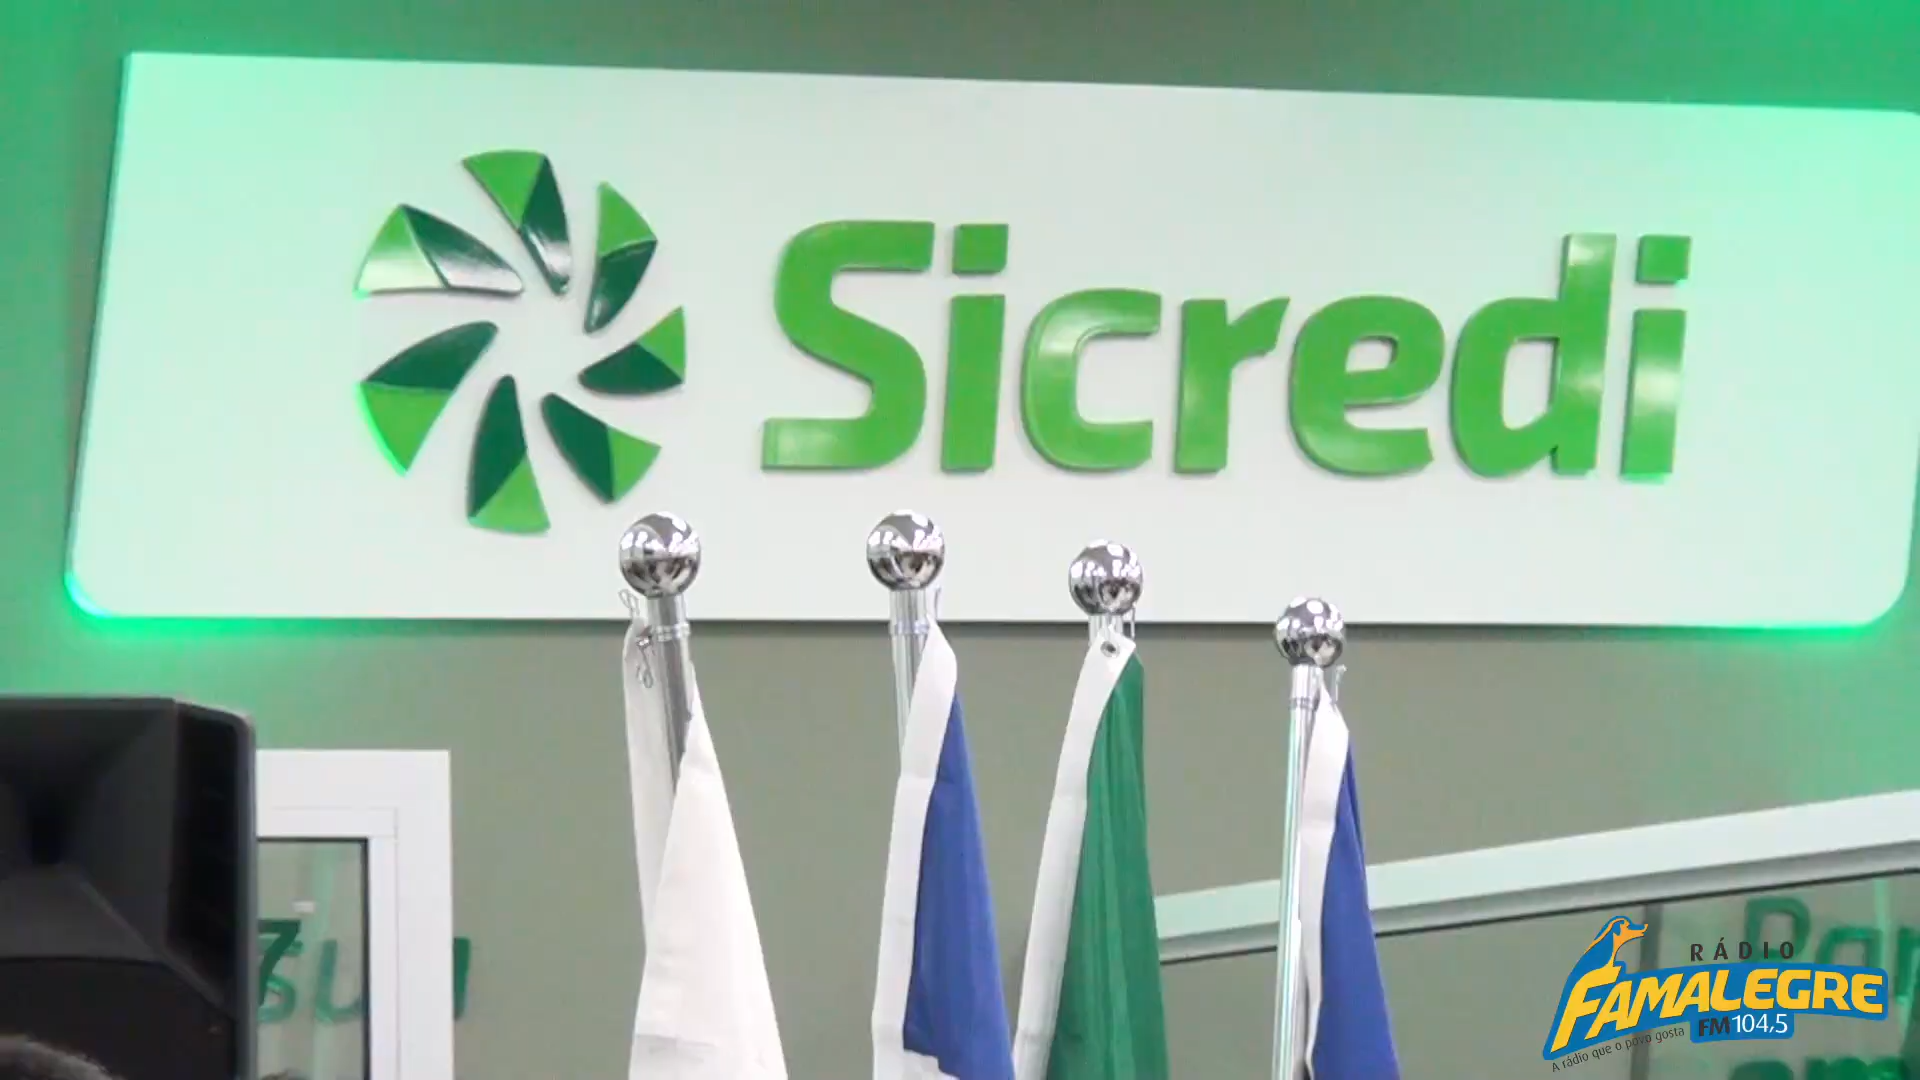 Sicredi
RÁDIO
FAMALEGRE
FM 104,5
A rádio que o povo gosta